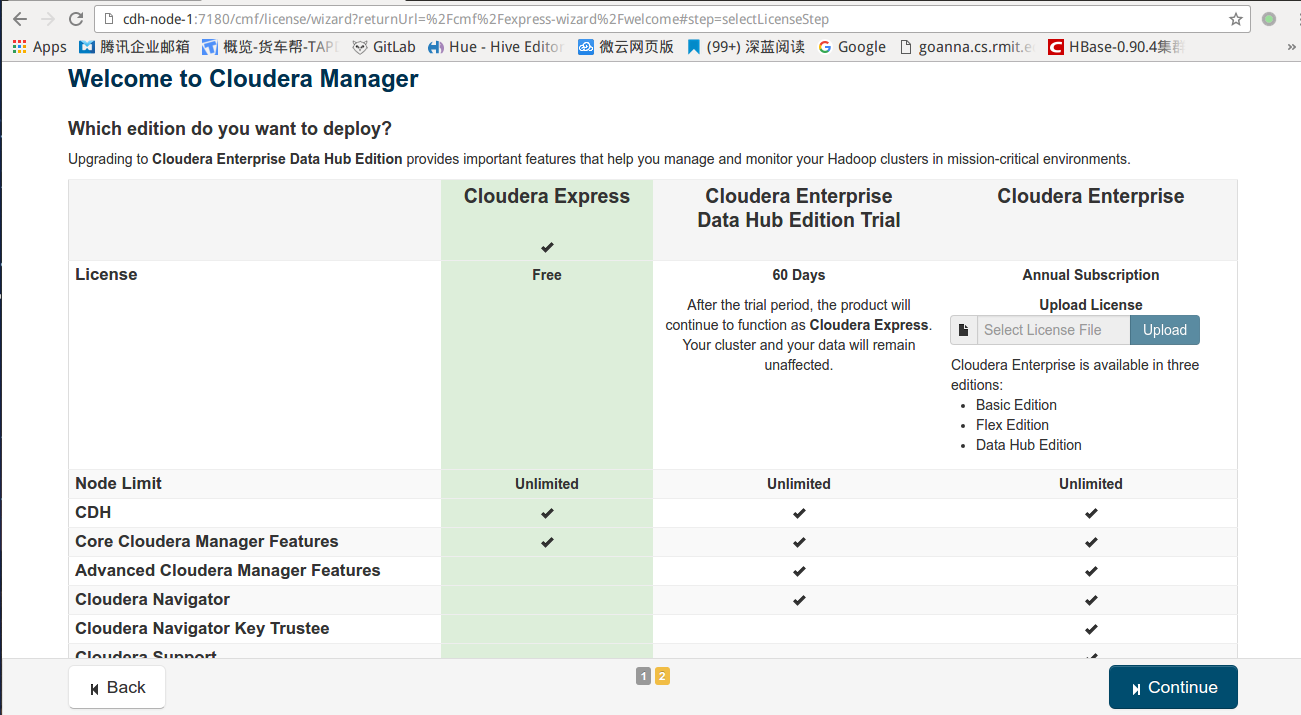 cdh-node-1:7180/cmf/license/wizard?returnUrl=%2Fcmf%2Fexpress-wizard%2Fwelcome#step=selectLicenseStep
Apps 腾讯企业邮箱 概览-货车帮-TAPD GitLab Hue - Hive Editor 微云网页版 (99+) 深蓝阅读 Google goanna.cs.rmit.e HBase-0.90.4集群 »
Welcome to Cloudera Manager
Which edition do you want to deploy?
Upgrading to Cloudera Enterprise Data Hub Edition provides important features that help you manage and monitor your Hadoop clusters in mission-critical environments.
Cloudera Express Cloudera Enterprise Cloudera Enterprise
Data Hub Edition Trial
License Free 60 Days Annual Subscription
After the trial period, the product will Upload License
continue to function as Cloudera Express. Select License File Upload
Your cluster and your data will remain
unaffected. Cloudera Enterprise is available in three
editions:
• Basic Edition
• Flex Edition
• Data Hub Edition
Node Limit Unlimited Unlimited Unlimited
CDH
Core Cloudera Manager Features
Advanced Cloudera Manager Features
Cloudera Navigator
Cloudera Navigator Key Trustee
Cloudera Support
Back 1 2 Continue